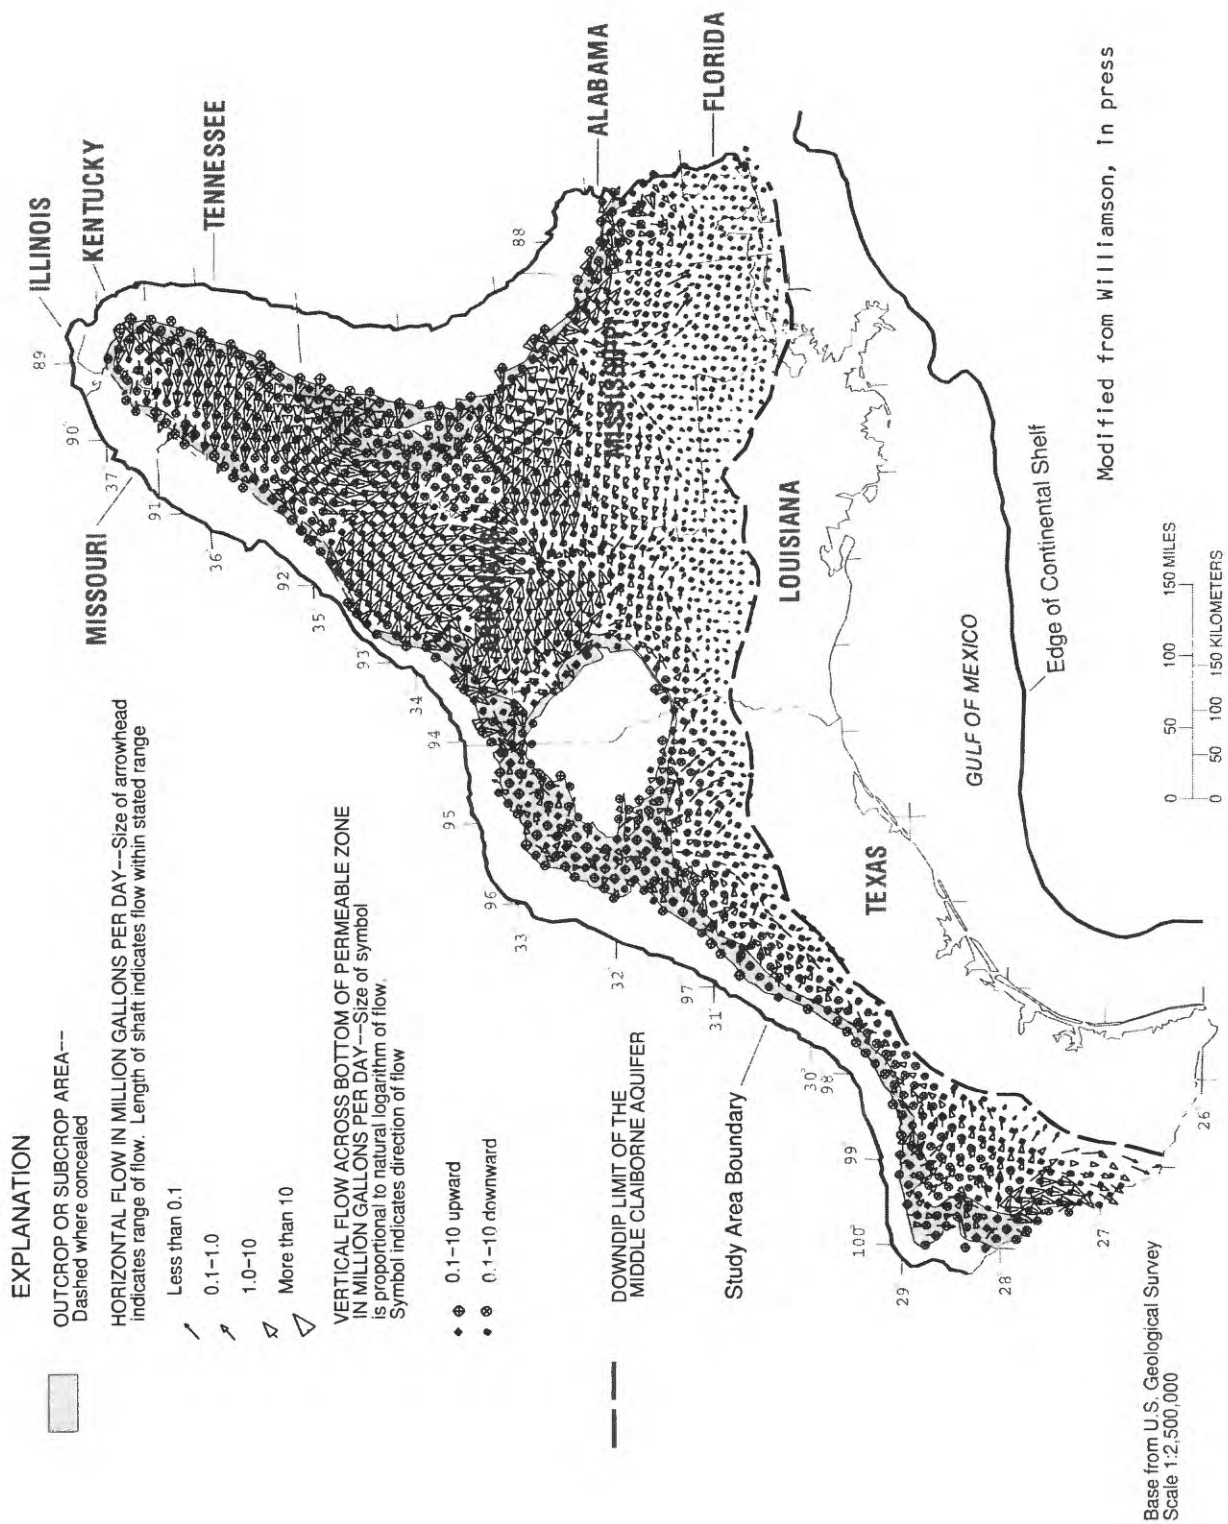 EXPLANATION
OUTCROP OR SUBCROP AREA--
Dashed where concealed
HORIZONTAL FLOW IN MILLION GALLONS PER DAY--Size of arrowhead
indicates range of flow. Length of shaft indicates flow within stated range
Less than 0.1
0.1-1.0
1.0-10
More than 10
VERTICAL FLOW ACROSS BOTTOM OF PERMEABLE ZONE
IN MILLION GALLONS PER DAY--Size of symbol
is proportional to natural logarithm of flow.
Symbol indicates direction of flow
0.1-10 upward
0.1-10 downward
DOWNDIP LIMIT OF THE
MIDDLE CLAIBORNE AQUIFER
Study Area Boundary
MISSOURI
ILLINOIS
KENTUCKY
TENNESSEE
ALABAMA
FLORIDA
MISSISSIPPI
LOUISIANA
TEXAS
GULF OF MEXICO
Edge of Continental Shelf
88
89
90°
37
91
36°
92
35
93
34
94
95
96
33
32°
97
31°
30°
98
99
100°
29
28
27
26°
0 50 100 150 MILES
0 50 100 150 KILOMETERS
Modified from Williamson, in press
Base from U.S. Geological Survey
Scale 1:2,500,000